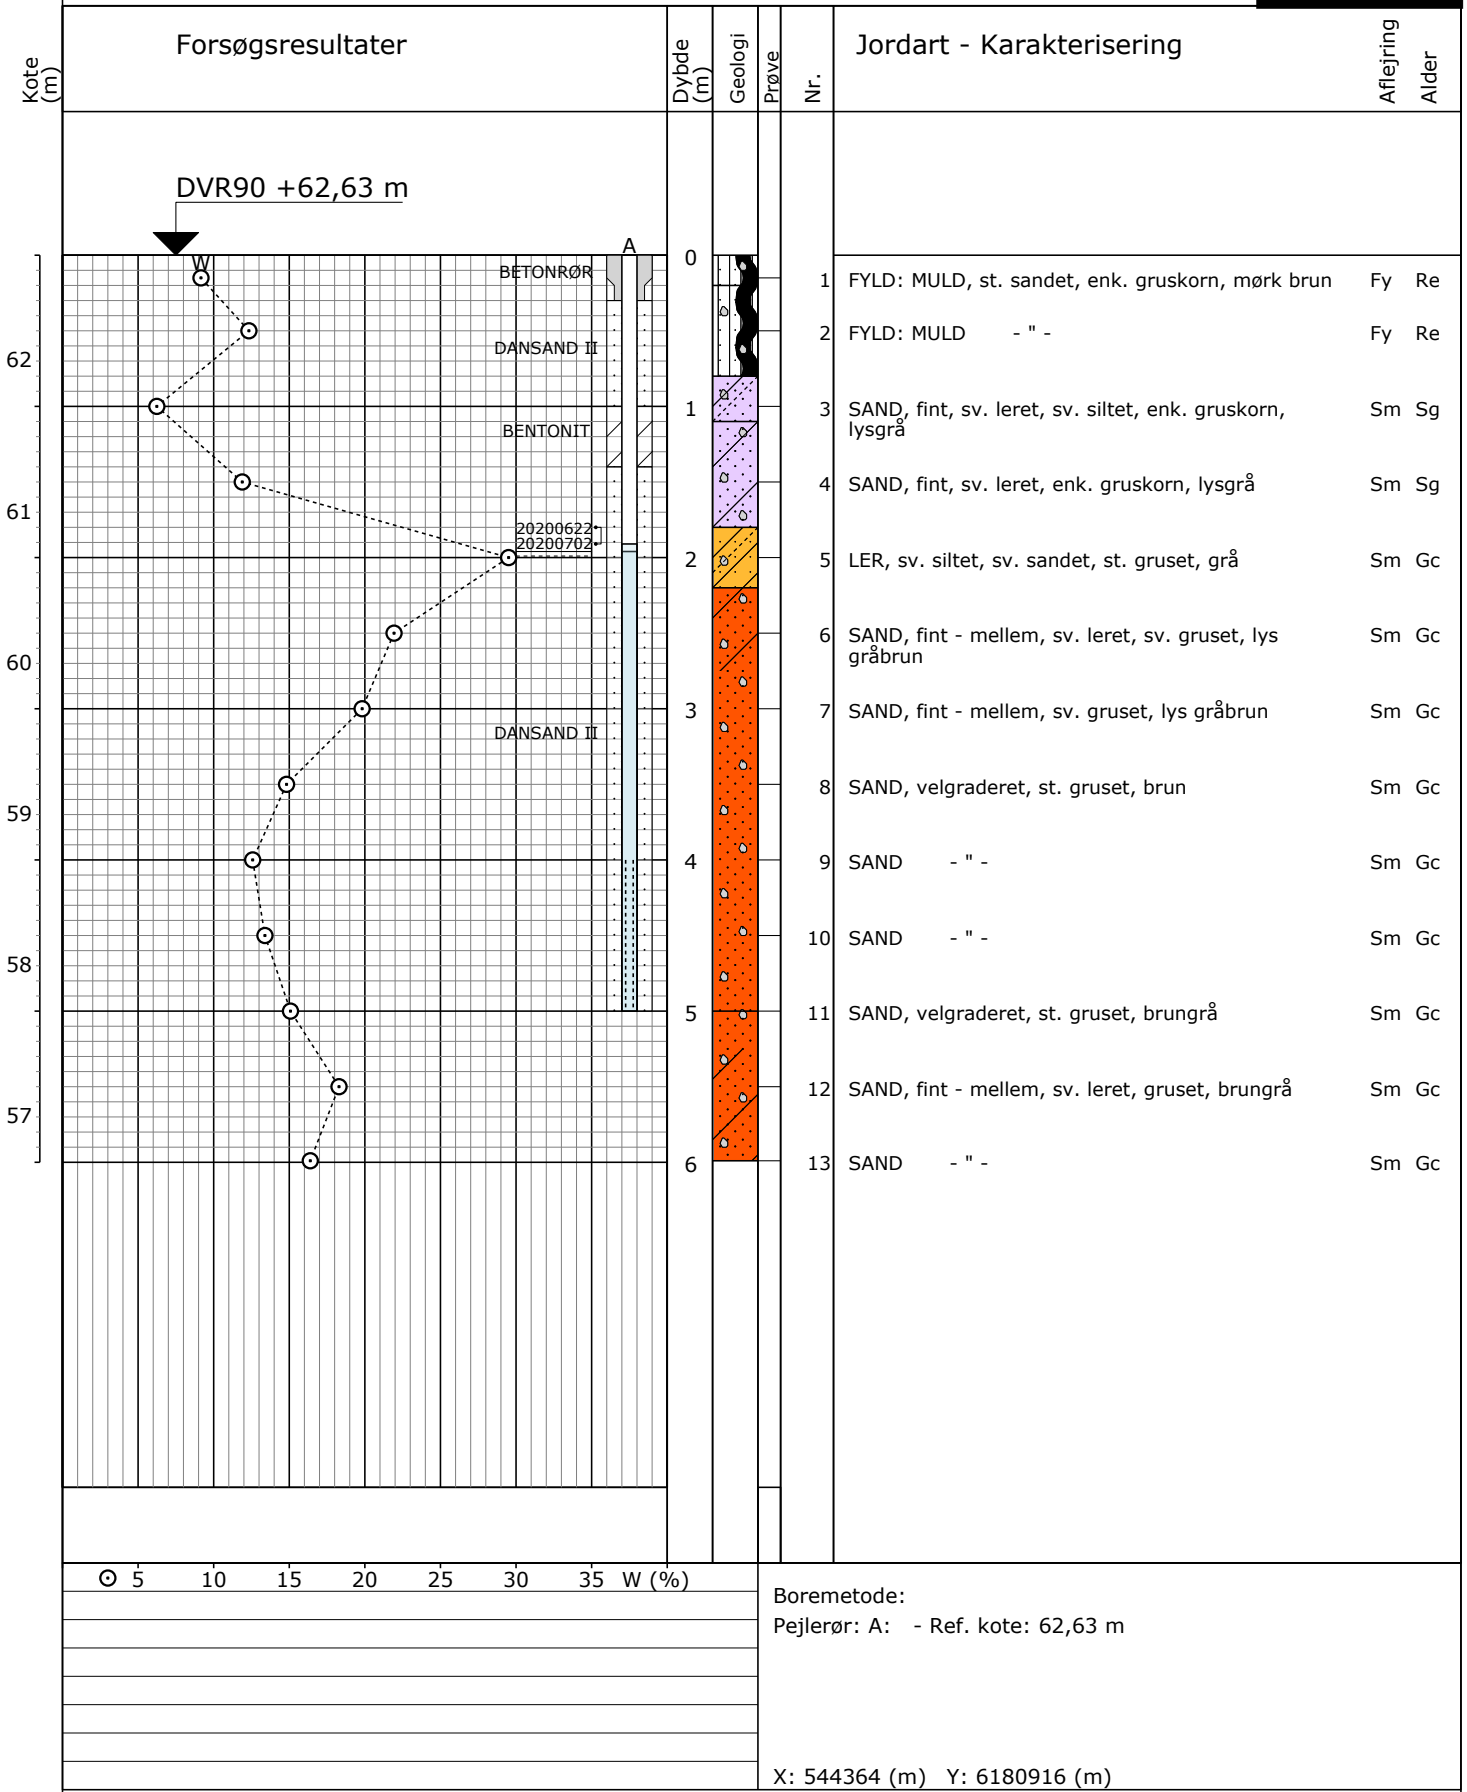 Kote (m)
Forsøgsresultater
Dybde (m)
Geologi
Prøve
Nr.
Jordart - Karakterisering
Aflejring
Alder
DVR90 +62,63 m
A
W
BETONRØR
0
1 FYLD: MULD, st. sandet, enk. gruskorn, mørk brun Fy Re
2 FYLD: MULD - " - Fy Re
DANSAND II
62
1
3 SAND, fint, sv. leret, sv. siltet, enk. gruskorn, Sm Sg
lysgrå
BENTONIT
4 SAND, fint, sv. leret, enk. gruskorn, lysgrå Sm Sg
61
20200622
20200702
2
5 LER, sv. siltet, sv. sandet, st. gruset, grå Sm Gc
6 SAND, fint - mellem, sv. leret, sv. gruset, lys Sm Gc
gråbrun
60
3
7 SAND, fint - mellem, sv. gruset, lys gråbrun Sm Gc
DANSAND II
8 SAND, velgraderet, st. gruset, brun Sm Gc
59
4
9 SAND - " - Sm Gc
10 SAND - " - Sm Gc
58
5
11 SAND, velgraderet, st. gruset, brungrå Sm Gc
12 SAND, fint - mellem, sv. leret, gruset, brungrå Sm Gc
57
6
13 SAND - " - Sm Gc
5 10 15 20 25 30 35 W (%)
Boremetode:
Pejlerør: A: - Ref. kote: 62,63 m
X: 544364 (m) Y: 6180916 (m)